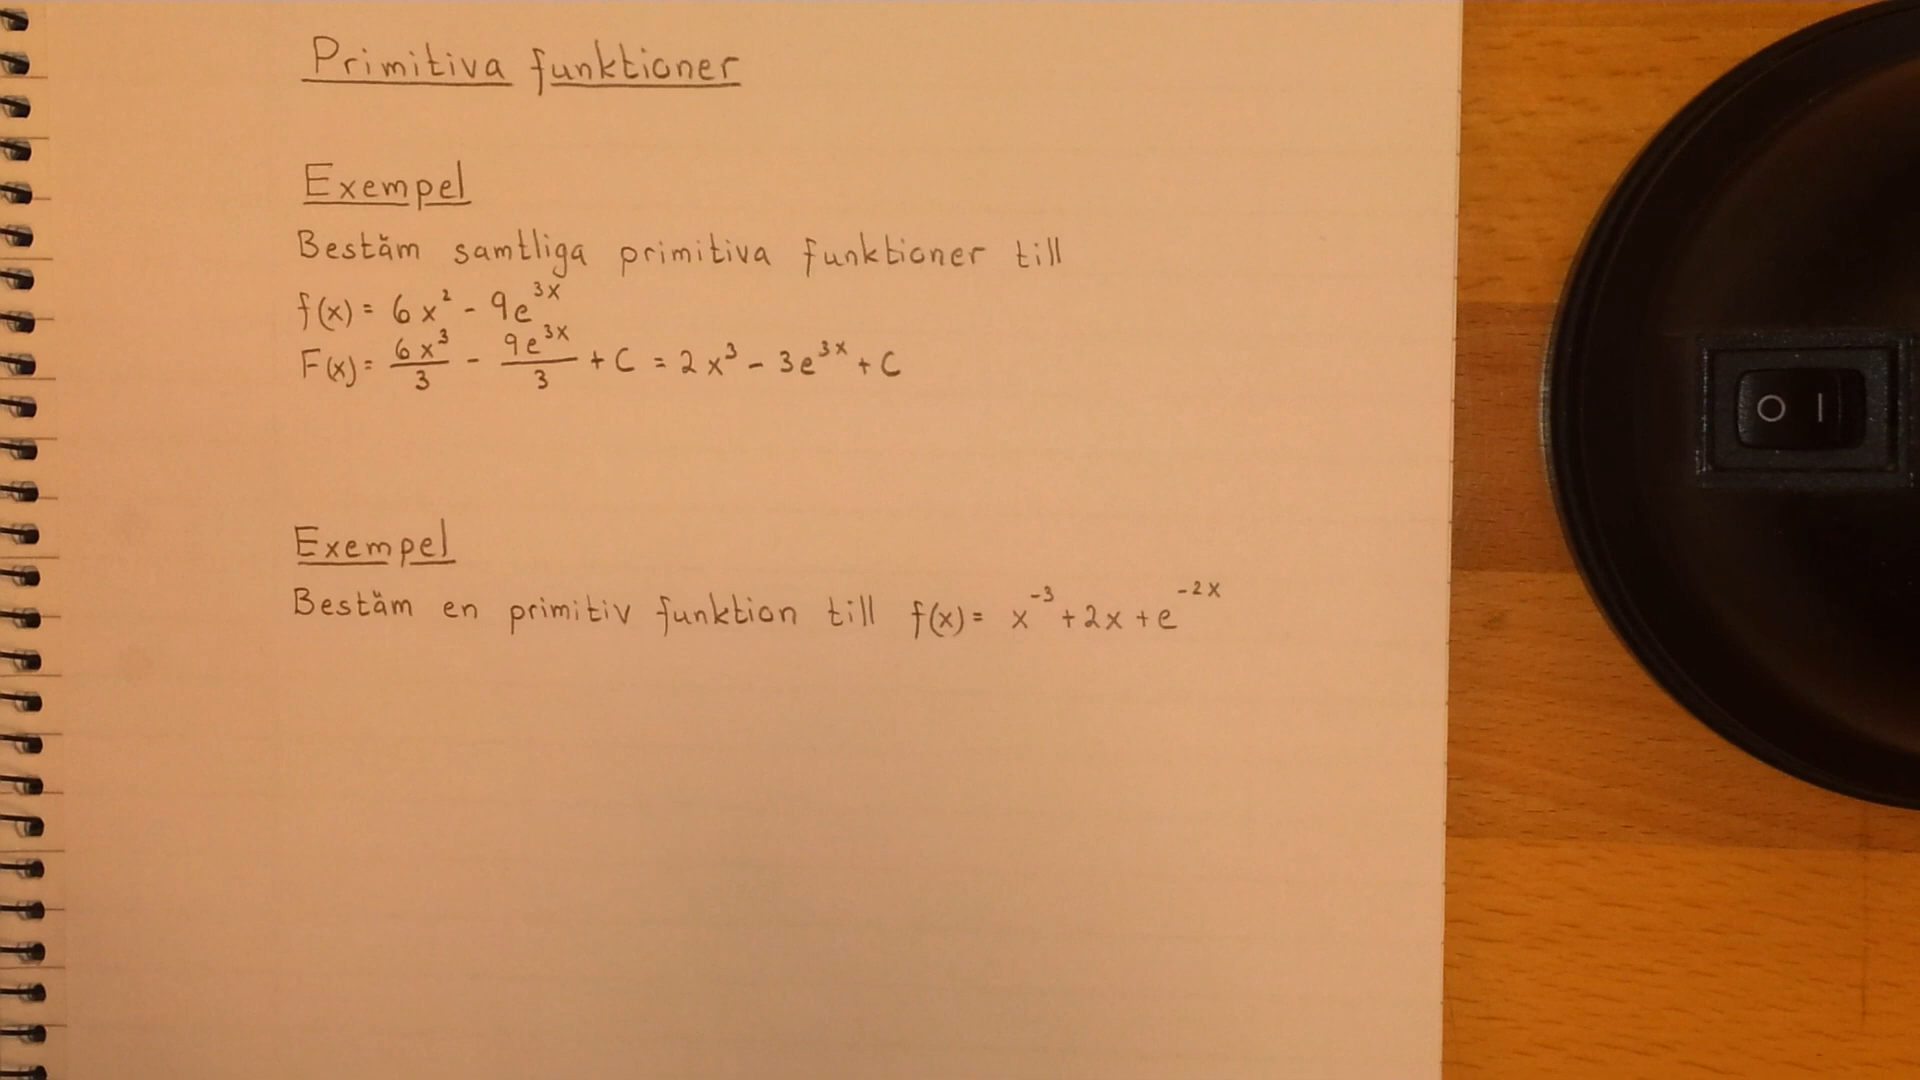 Primitiva funktioner
Exempel
Bestäm samtliga primitiva funktioner till
f(x) = 6x² - 9e^(3x)
F(x) = 6x³/3 - 9e^(3x)/3 + C = 2x³ - 3e^(3x) + C
Exempel
Bestäm en primitiv funktion till f(x) = x^(-3) + 2x + e^(-2x)
O I